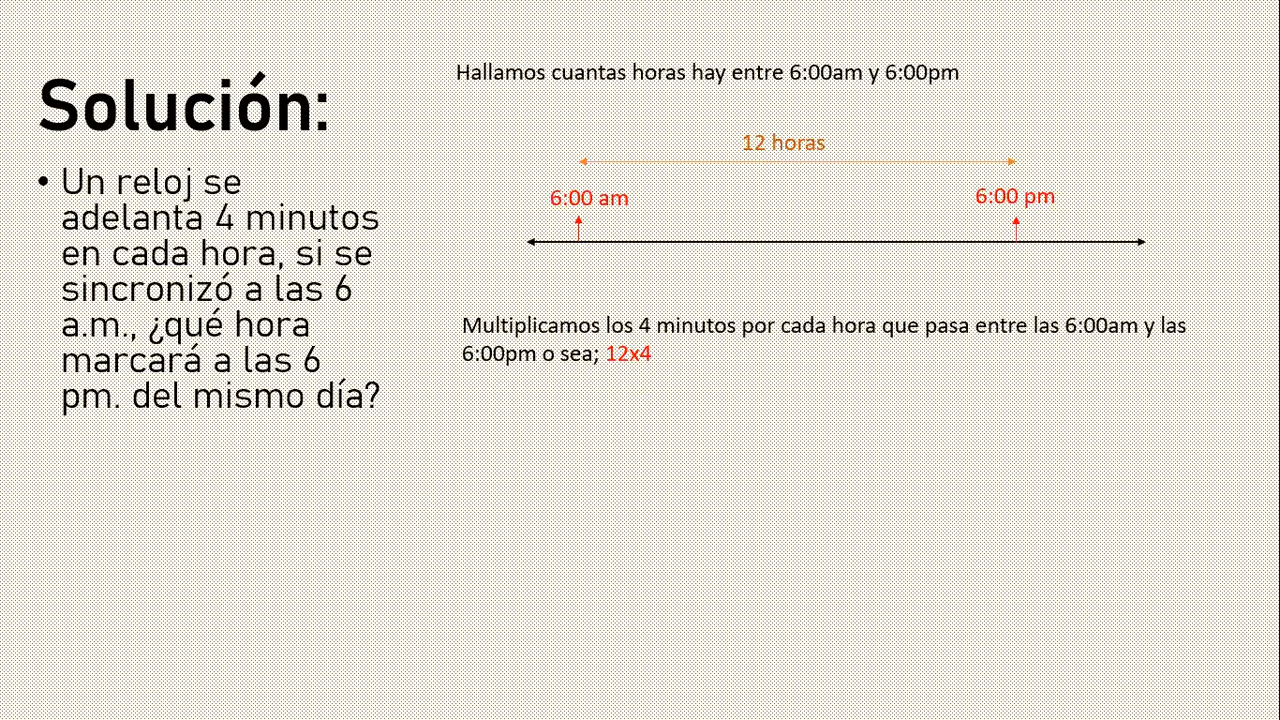 Solución:
• Un reloj se
adelanta 4 minutos
en cada hora, si se
sincronizó a las 6
a.m., ¿qué hora
marcará a las 6
pm. del mismo día?
Hallamos cuantas horas hay entre 6:00am y 6:00pm
12 horas
6:00 am
6:00 pm
Multiplicamos los 4 minutos por cada hora que pasa entre las 6:00am y las
6:00pm o sea; 12x4